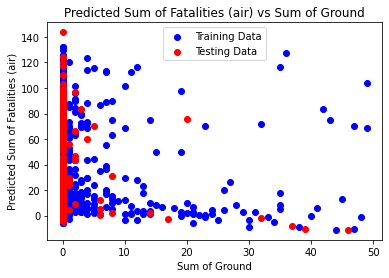 Predicted Sum of Fatalities (air) vs Sum of Ground
Training Data
Testing Data
Predicted Sum of Fatalities (air)
140
120
100
80
60
40
20
0
0 10 20 30 40 50
Sum of Ground